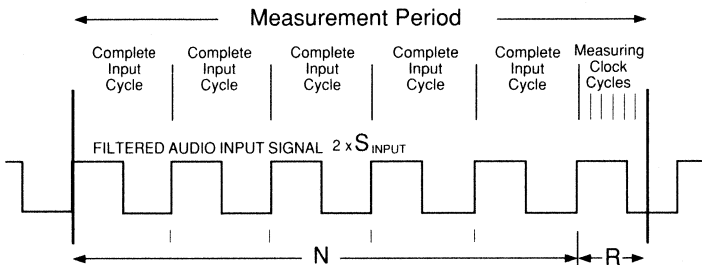 Measurement Period
Complete Input Cycle
Complete Input Cycle
Complete Input Cycle
Complete Input Cycle
Complete Input Cycle
Measuring Clock Cycles
FILTERED AUDIO INPUT SIGNAL 2 x SINPUT
N
R